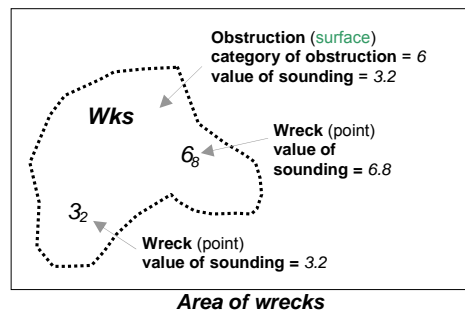 Obstruction (surface)
category of obstruction = 6
value of sounding = 3.2
Wks
Wreck (point)
value of
sounding = 6.8
6₈
3₂
Wreck (point)
value of sounding = 3.2
Area of wrecks